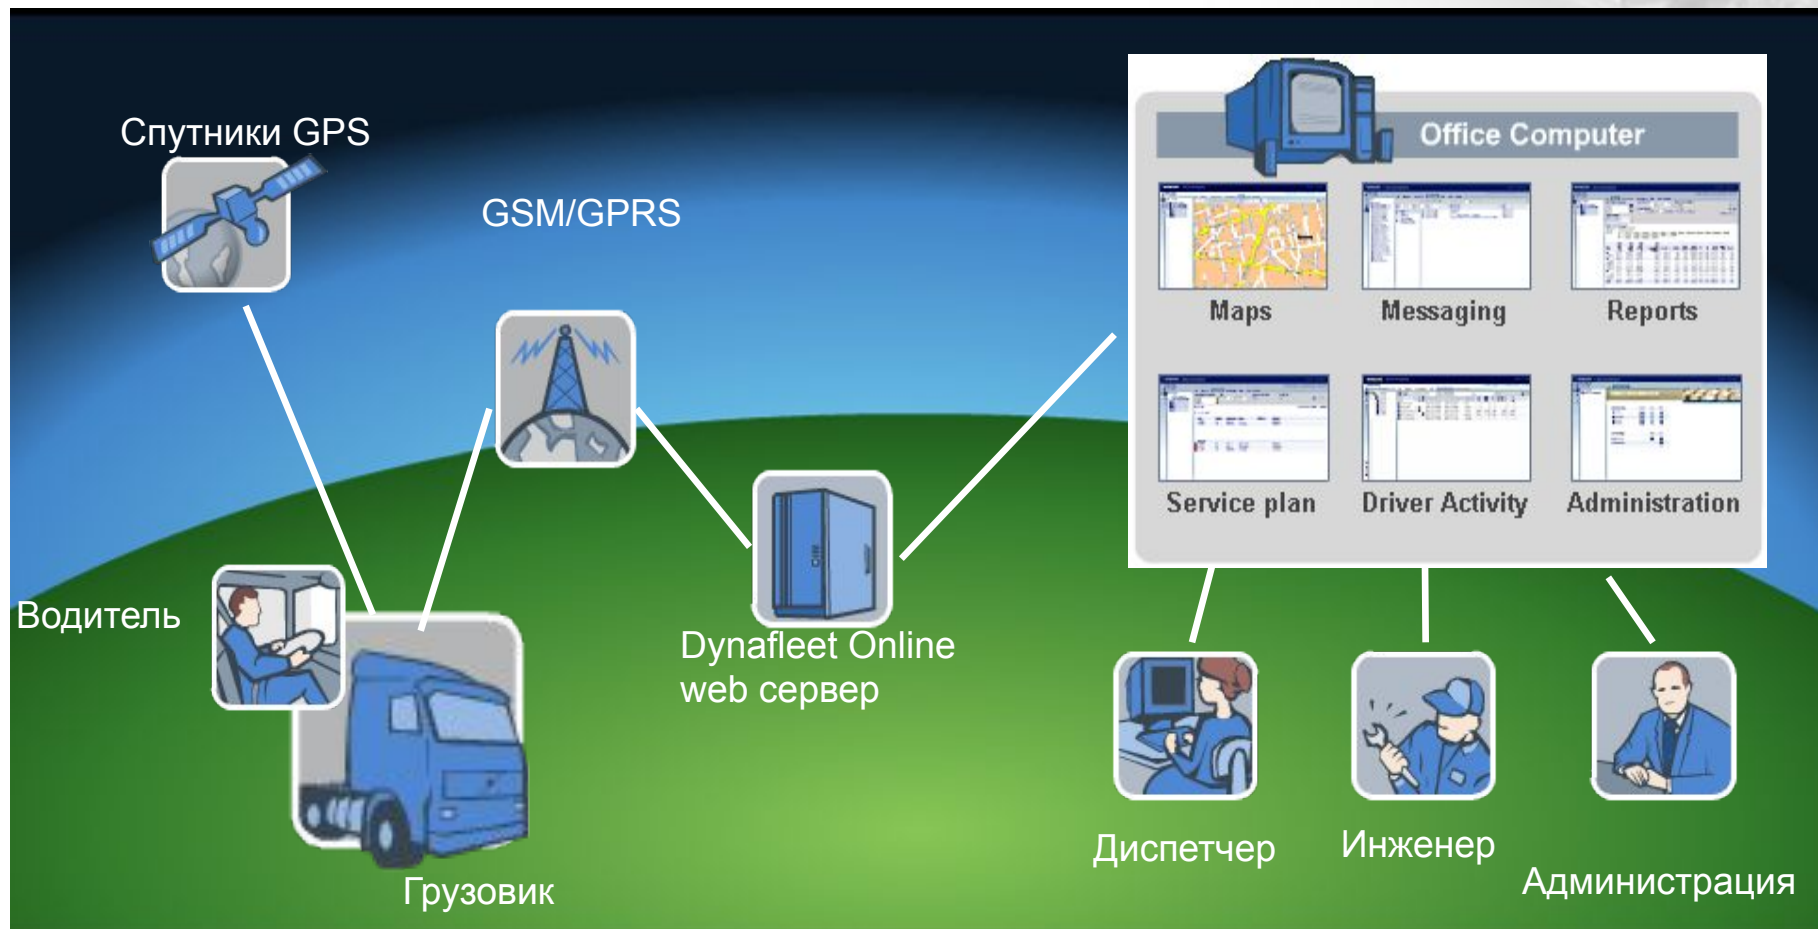 Спутники GPS
GSM/GPRS
Office Computer
Maps
Messaging
Reports
Service plan
Driver Activity
Administration
Водитель
Dynafleet Online
web сервер
Грузовик
Диспетчер
Инженер
Администрация